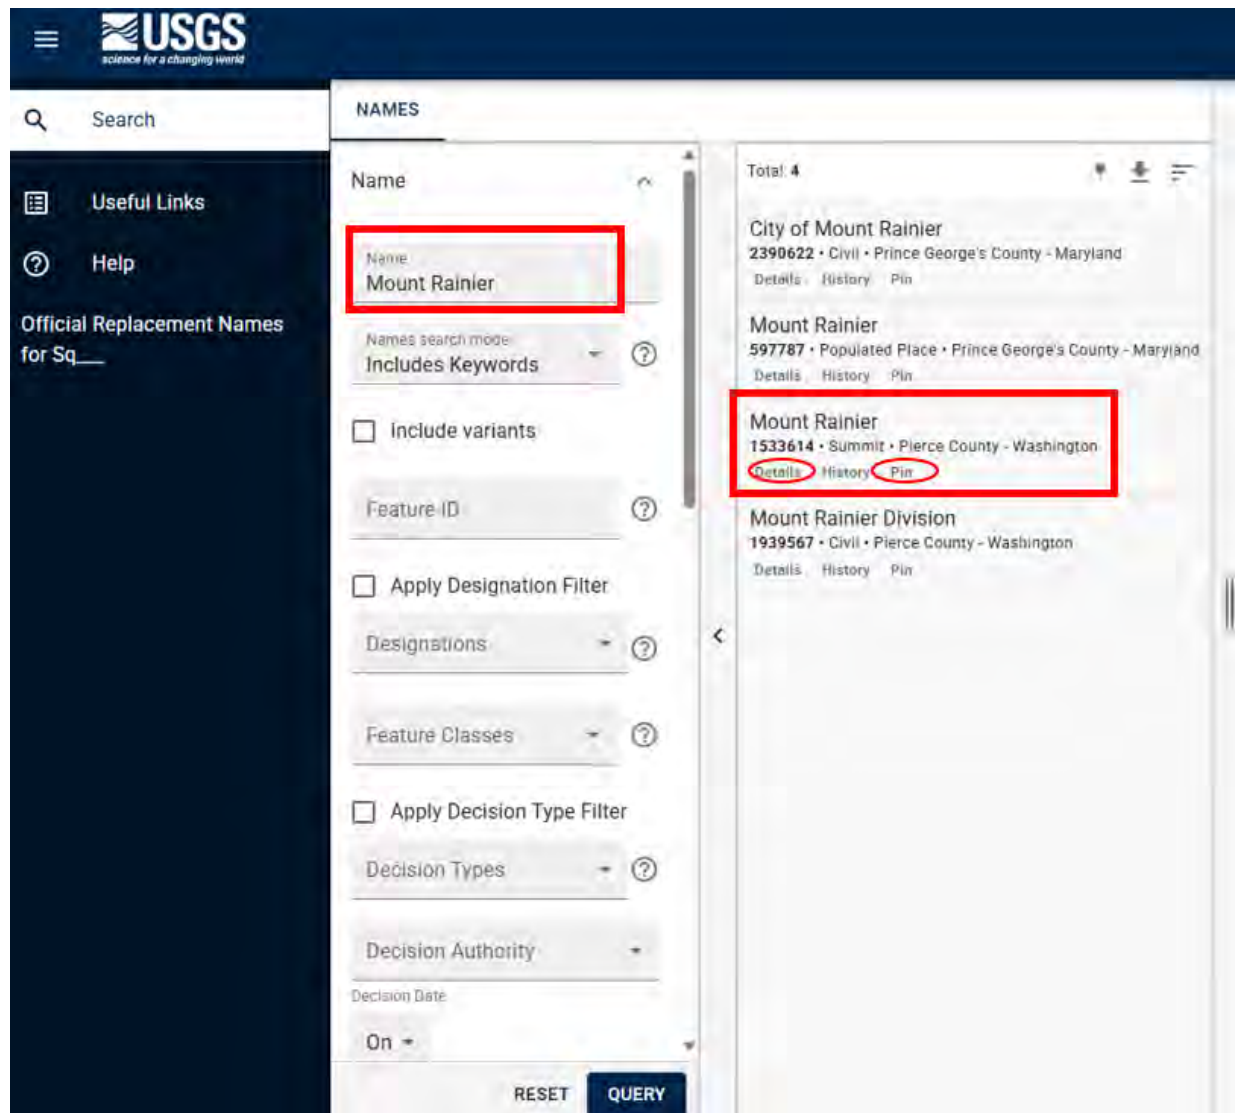 USGS
science for a changing world
Search
Useful Links
Help
Official Replacement Names
for Sq___
NAMES
Name
Name
Mount Rainier
Names search mode
Includes Keywords
Include variants
Feature ID
Apply Designation Filter
Designations
Feature Classes
Apply Decision Type Filter
Decision Types
Decision Authority
Decision Date
On
RESET QUERY
Total: 4
City of Mount Rainier
2390622 • Civil • Prince George's County - Maryland
Details History Pin
Mount Rainier
597787 • Populated Place • Prince George's County - Maryland
Details History Pin
Mount Rainier
1533614 • Summit • Pierce County - Washington
Details History Pin
Mount Rainier Division
1939567 • Civil • Pierce County - Washington
Details History Pin